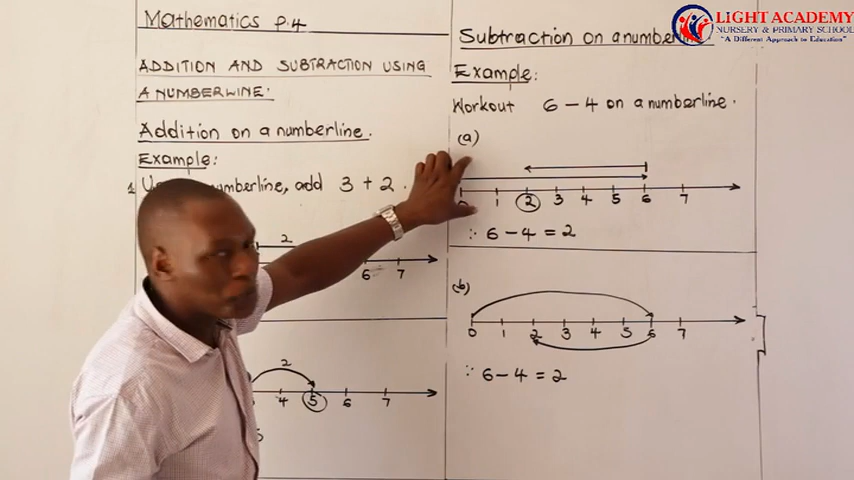 Mathematics p.4
ADDITION AND SUBTRACTION USING
A NUMBERLINE:
Addition on a numberline.
Example:
numberline, add 3 + 2.
2
6 7
2
4 5 6 7
5
Subtraction on a number
Example:
Workout 6 - 4 on a numberline.
(a)
1 2 3 4 5 6 7
∵ 6 - 4 = 2
(b)
0 1 2 3 4 5 6 7
∵ 6 - 4 = 2
LIGHT ACADEMY
NURSERY & PRIMARY SCHOOL
"A Different Approach to Education"